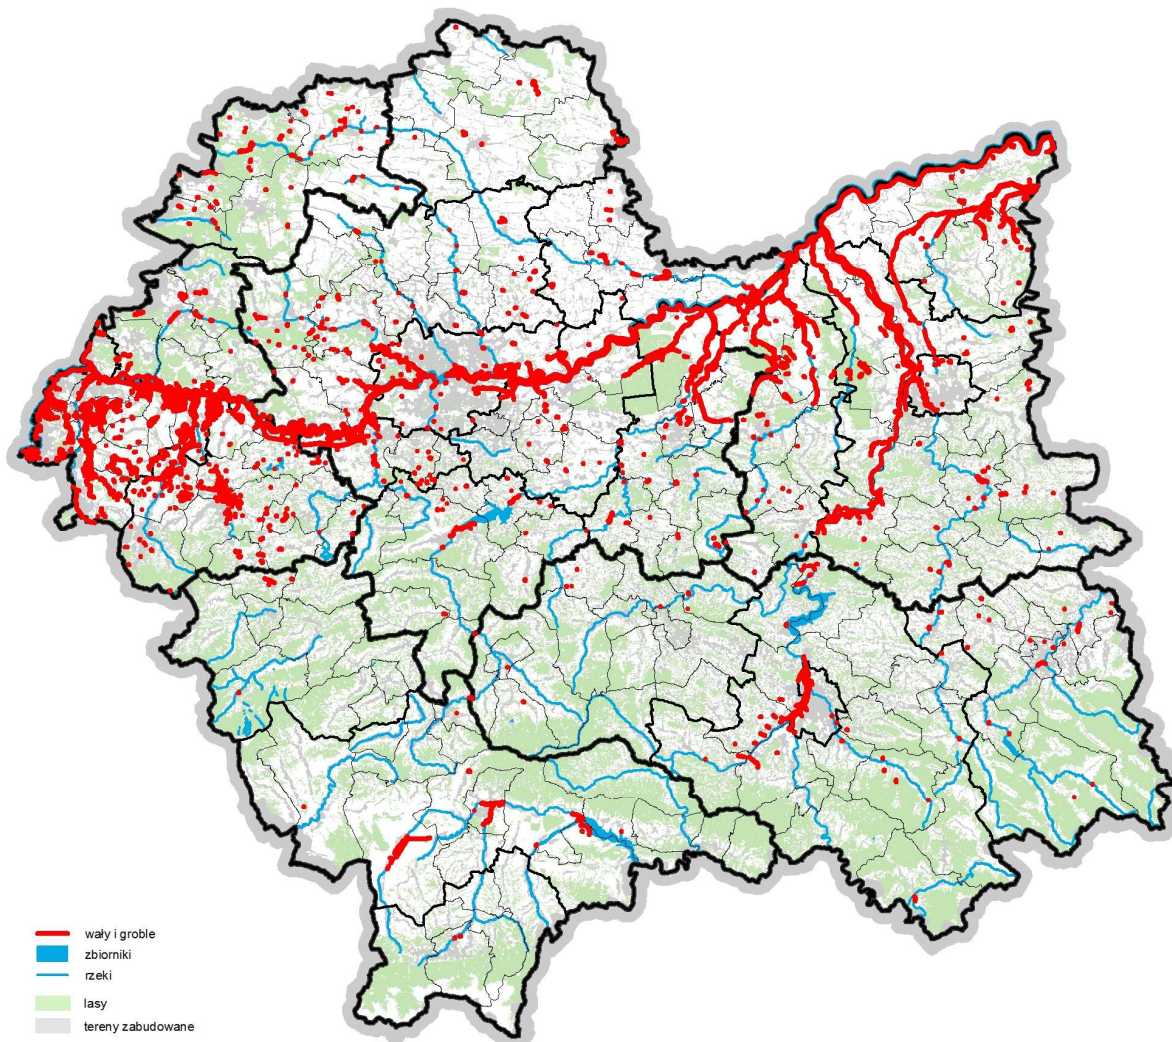 wały i groble
zbiorniki
rzeki
lasy
tereny zabudowane